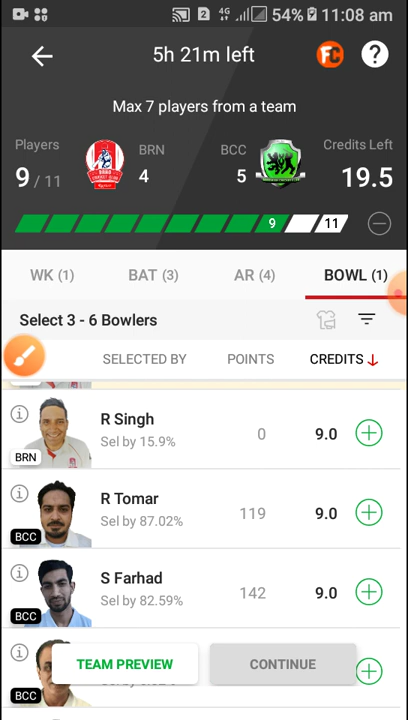 2 4G 54% 11:08 am
5h 21m left
FC ?
Max 7 players from a team
Players BRN BCC Credits Left
9 / 11 4 5 19.5
9 11
WK (1) BAT (3) AR (4) BOWL (1)
Select 3 - 6 Bowlers
SELECTED BY POINTS CREDITS ↓
R Singh
Sel by 15.9% 0 9.0
BRN
R Tomar
Sel by 87.02% 119 9.0
BCC
S Farhad
Sel by 82.59% 142 9.0
BCC
TEAM PREVIEW CONTINUE
BCC